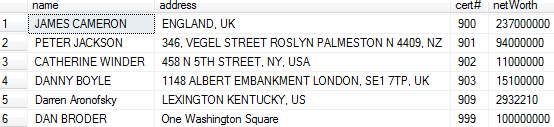 name address cert# netWorth
1 JAMES CAMERON ENGLAND, UK 900 237000000
2 PETER JACKSON 346, VEGEL STREET ROSLYN PALMESTON N 4409, NZ 901 94000000
3 CATHERINE WINDER 458 N 5TH STREET, NY, USA 902 11000000
4 DANNY BOYLE 1148 ALBERT EMBANKMENT LONDON, SE1 7TP, UK 903 15100000
5 Darren Aronofsky LEXINGTON KENTUCKY, US 909 2932210
6 DAN BRODER One Washington Square 999 100000000